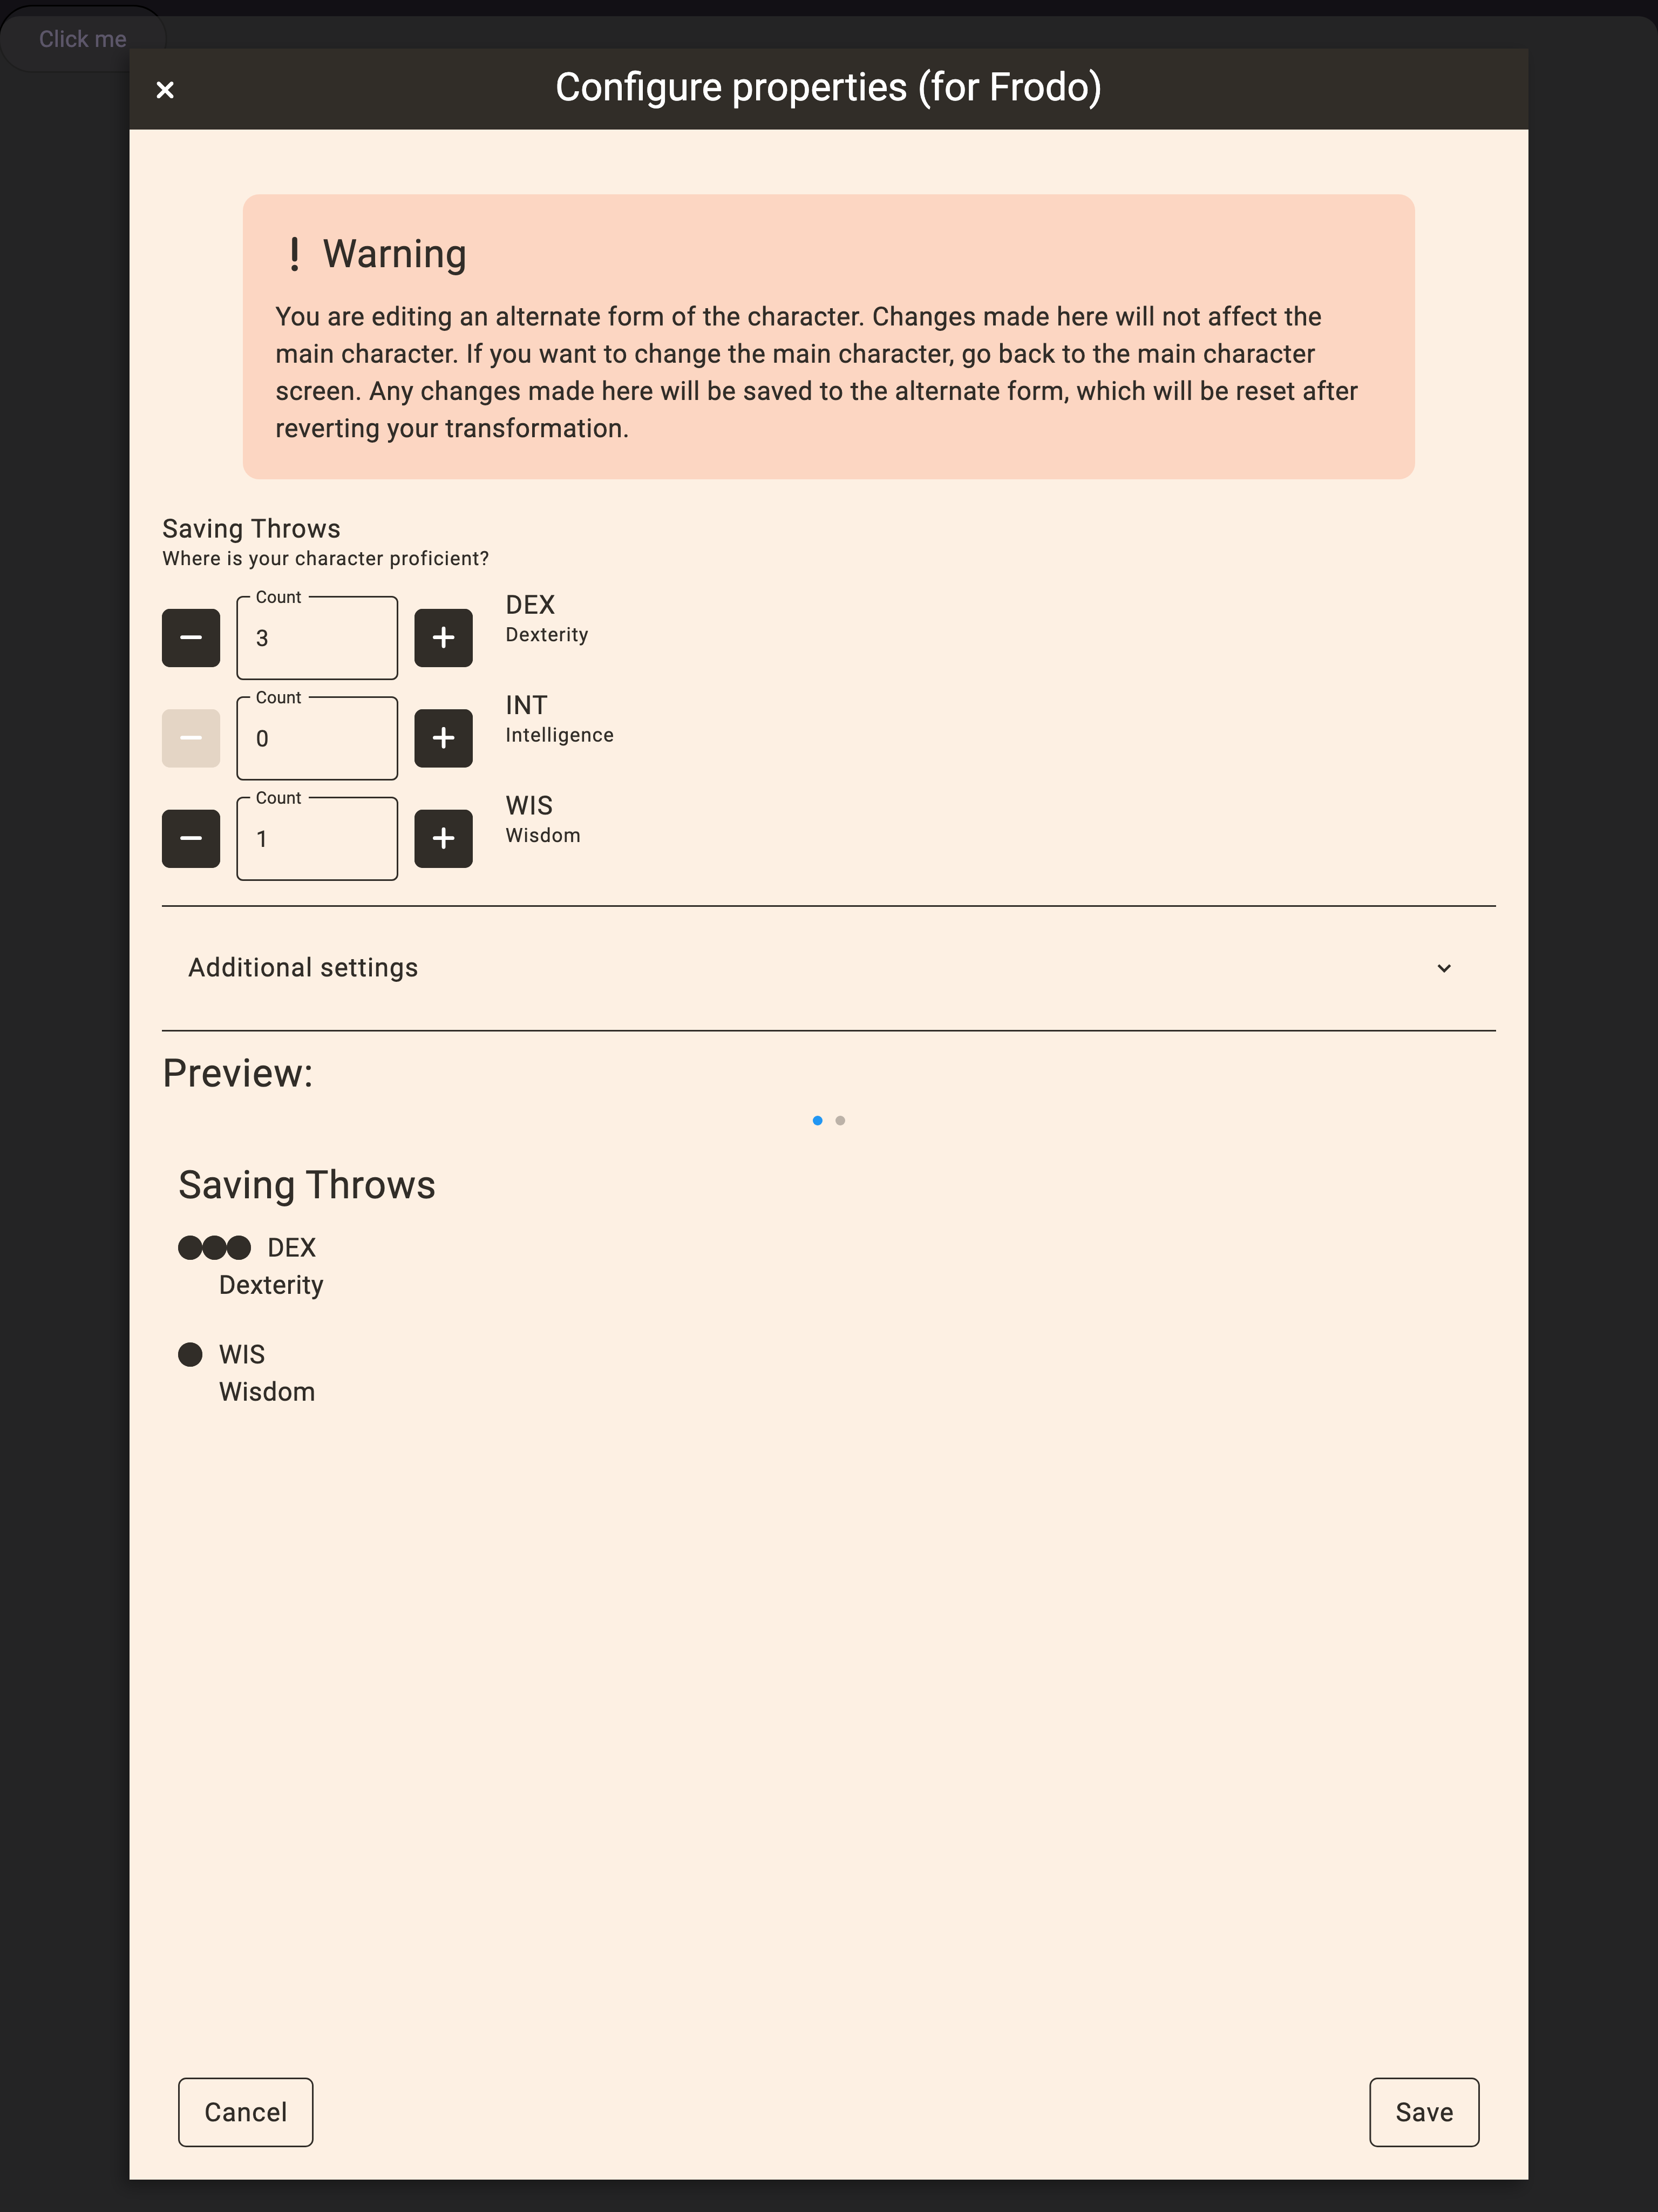 Click me
Configure properties (for Frodo)
Warning
You are editing an alternate form of the character. Changes made here will not affect the
main character. If you want to change the main character, go back to the main character
screen. Any changes made here will be saved to the alternate form, which will be reset after
reverting your transformation.
Saving Throws
Where is your character proficient?
Count
3
DEX
Dexterity
Count
0
INT
Intelligence
Count
1
WIS
Wisdom
Additional settings
Preview:
Saving Throws
DEX
Dexterity
WIS
Wisdom
Cancel
Save